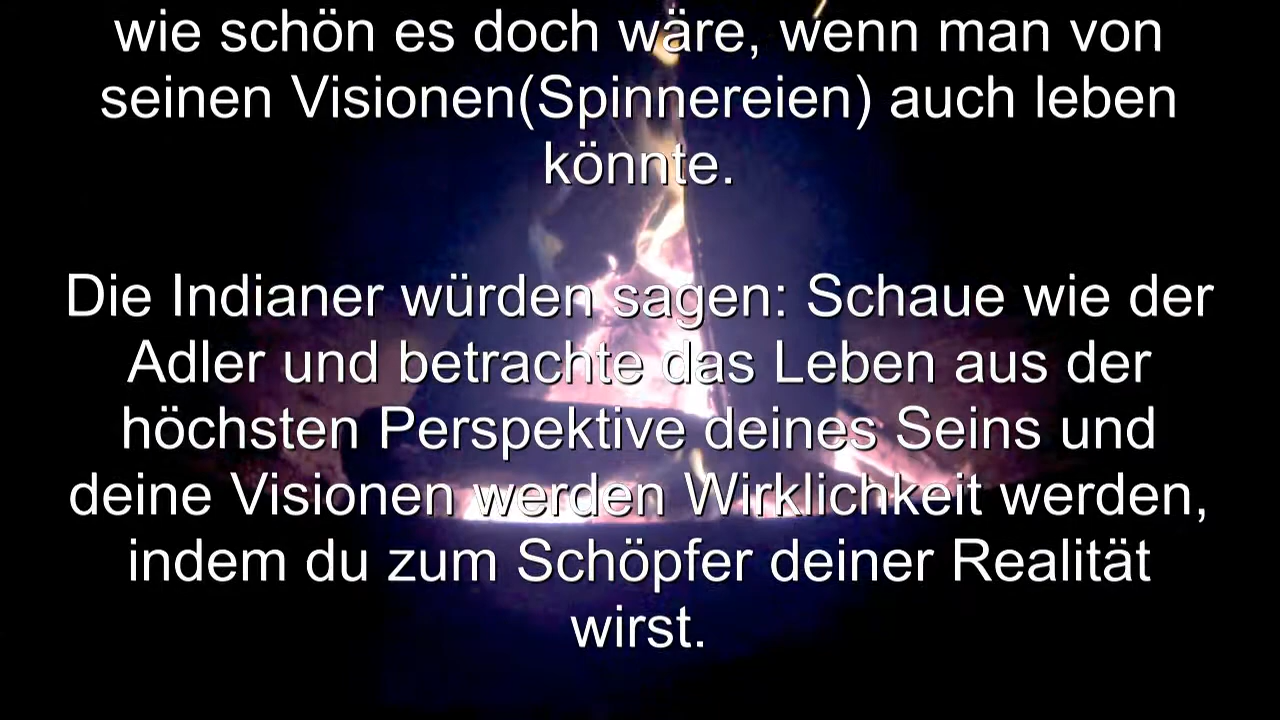 wie schön es doch wäre, wenn man von
seinen Visionen(Spinnereien) auch leben
könnte.
Die Indianer würden sagen: Schaue wie der
Adler und betrachte das Leben aus der
höchsten Perspektive deines Seins und
deine Visionen werden Wirklichkeit werden,
indem du zum Schöpfer deiner Realität
wirst.